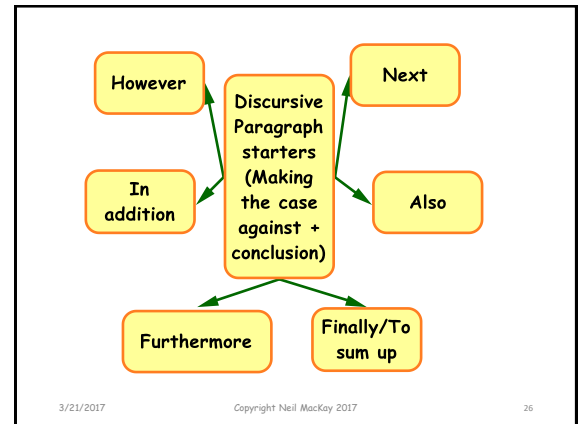 However
Next
Discursive
Paragraph
starters
(Making
the case
against +
conclusion)
In
addition
Also
Furthermore
Finally/To
sum up
3/21/2017
Copyright Neil MacKay 2017
26